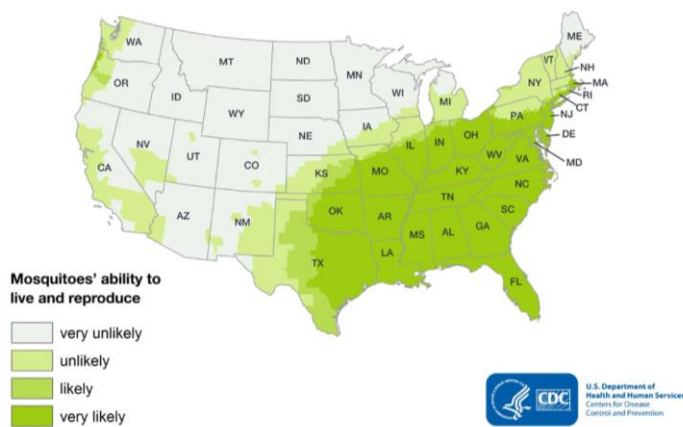 WA
MT
ND
MN
ME
VT
NH
OR
ID
SD
WI
NY
MA
WY
MI
RI
CT
NE
IA
PA
NJ
NV
UT
CO
IL
IN
OH
DE
MD
CA
KS
MO
WV
VA
KY
AZ
NM
OK
AR
TN
NC
SC
TX
LA
MS
AL
GA
FL
Mosquitoes’ ability to
live and reproduce
very unlikely
unlikely
likely
very likely
CDC
U.S. Department of
Health and Human Services
Centers for Disease
Control and Prevention